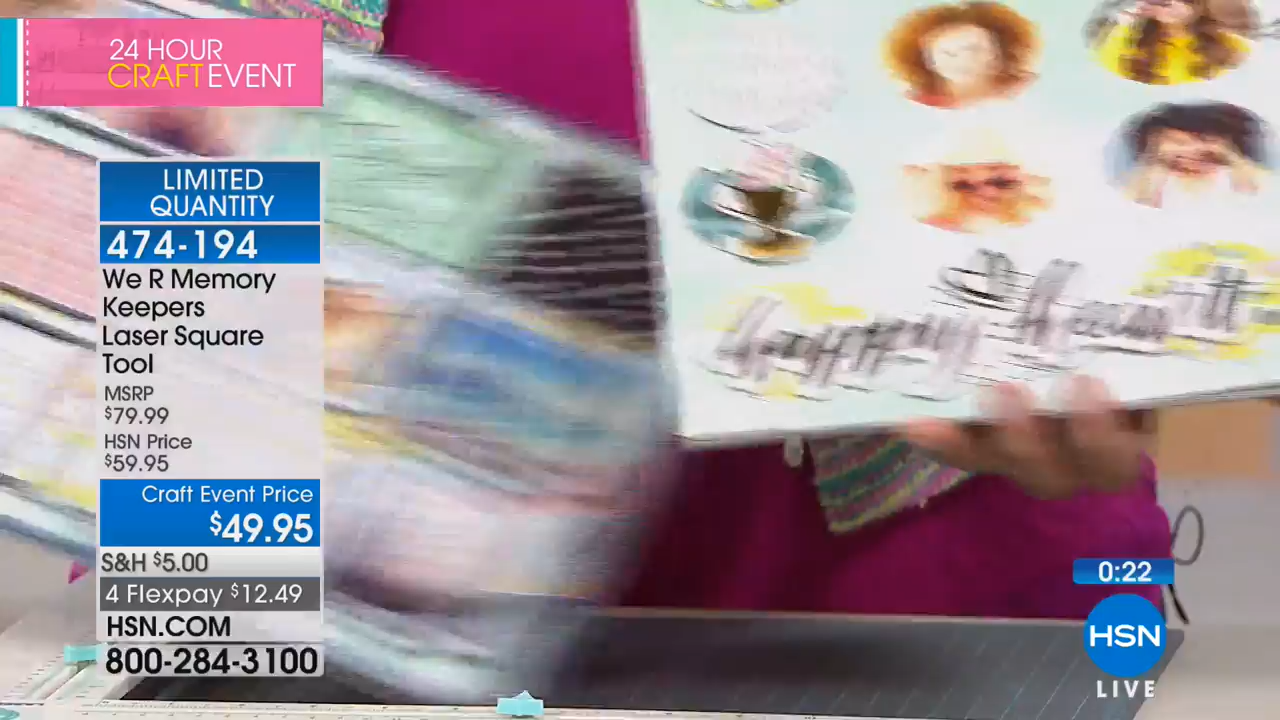 24 HOUR
CRAFT EVENT
LIMITED
QUANTITY
474-194
We R Memory
Keepers
Laser Square
Tool
MSRP
$79.99
HSN Price
$59.95
Craft Event Price
$49.95
S&H $5.00
4 Flexpay $12.49
HSN.COM
800-284-3100
0:22
HSN
LIVE